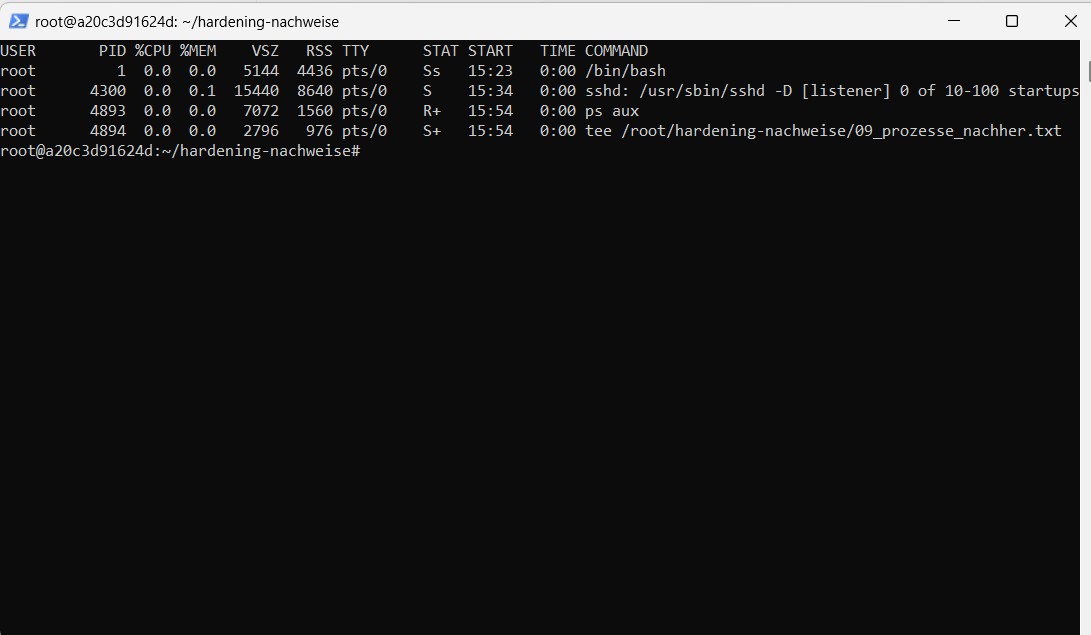 root@a20c3d91624d: ~/hardening-nachweise
USER       PID %CPU %MEM    VSZ   RSS TTY      STAT START   TIME COMMAND
root         1  0.0  0.0   5144  4436 pts/0    Ss   15:23   0:00 /bin/bash
root      4300  0.0  0.1  15440  8640 pts/0    S    15:34   0:00 sshd: /usr/sbin/sshd -D [listener] 0 of 10-100 startups
root      4893  0.0  0.0   7072  1560 pts/0    R+   15:54   0:00 ps aux
root      4894  0.0  0.0   2796   976 pts/0    S+   15:54   0:00 tee /root/hardening-nachweise/09_prozesse_nachher.txt
root@a20c3d91624d:~/hardening-nachweise#